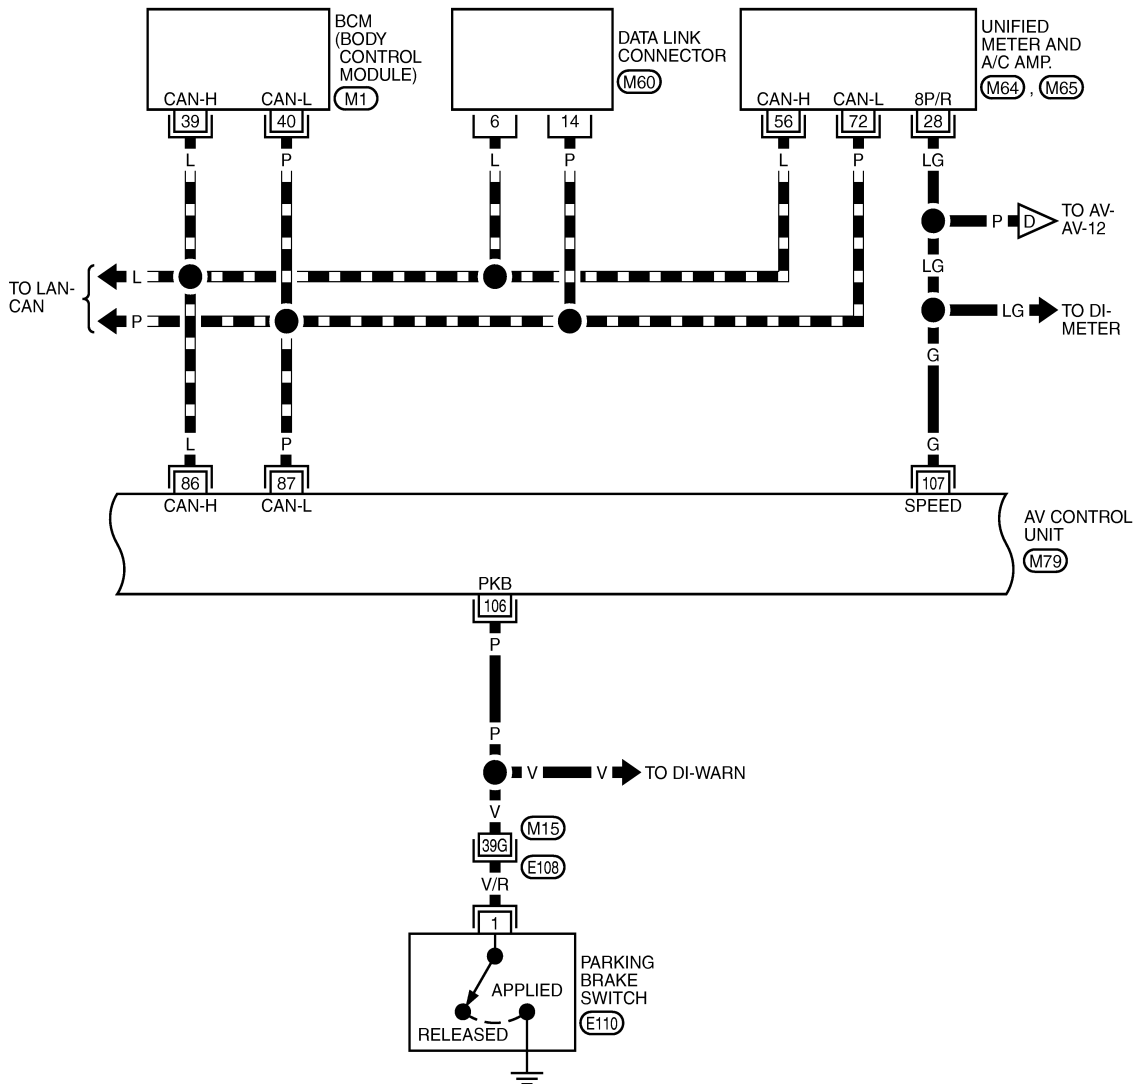 BCM
(BODY
CONTROL
MODULE)
M1
CAN-H
CAN-L
39
40
DATA LINK
CONNECTOR
M60
6
14
UNIFIED
METER AND
A/C AMP.
M64 , M65
CAN-H
CAN-L
8P/R
56
72
28
L
P
L
P
L
P
LG
P
D
TO AV-
AV-12
LG
TO LAN-
CAN
L
P
LG
TO DI-
METER
G
L
P
G
86
87
107
CAN-H
CAN-L
SPEED
AV CONTROL
UNIT
M79
PKB
106
P
P
V
V
TO DI-WARN
V
M15
39G
E108
V/R
1
PARKING
BRAKE
SWITCH
E110
APPLIED
RELEASED